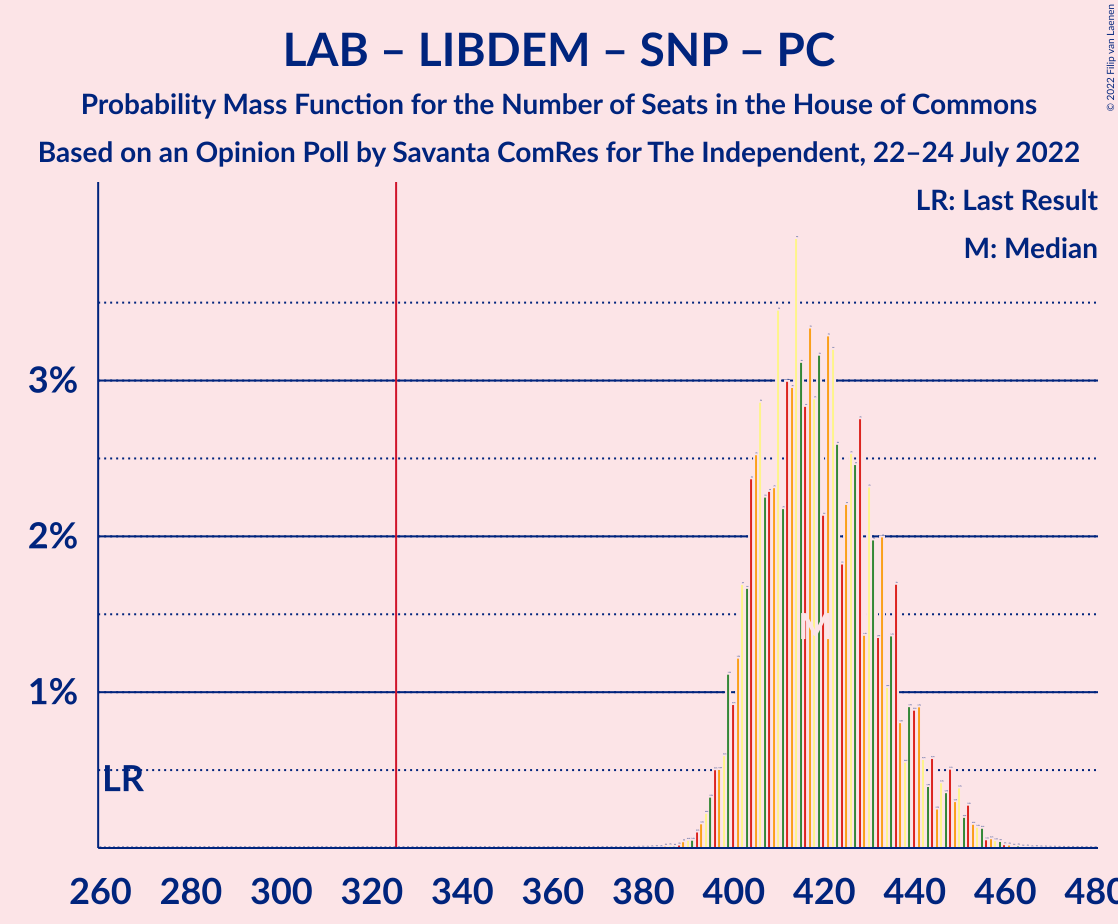 LAB – LIBDEM – SNP – PC
Probability Mass Function for the Number of Seats in the House of Commons
Based on an Opinion Poll by Savanta ComRes for The Independent, 22–24 July 2022
© 2022 Filip van Laenen
LR: Last Result
M: Median
3%
2%
1%
M
LR
260 280 300 320 340 360 380 400 420 440 460 480